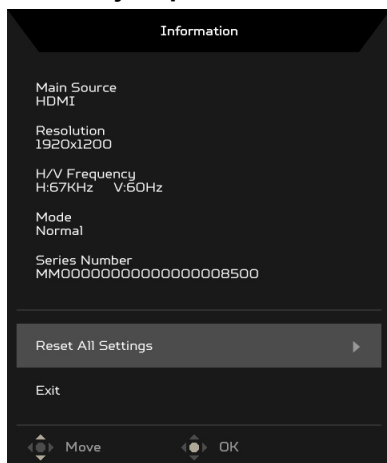 Information
Main Source
HDMI
Resolution
1920x1200
H/V Frequency
H:67KHz V:60Hz
Mode
Normal
Series Number
MM00000000000000008500
Reset All Settings
Exit
Move OK